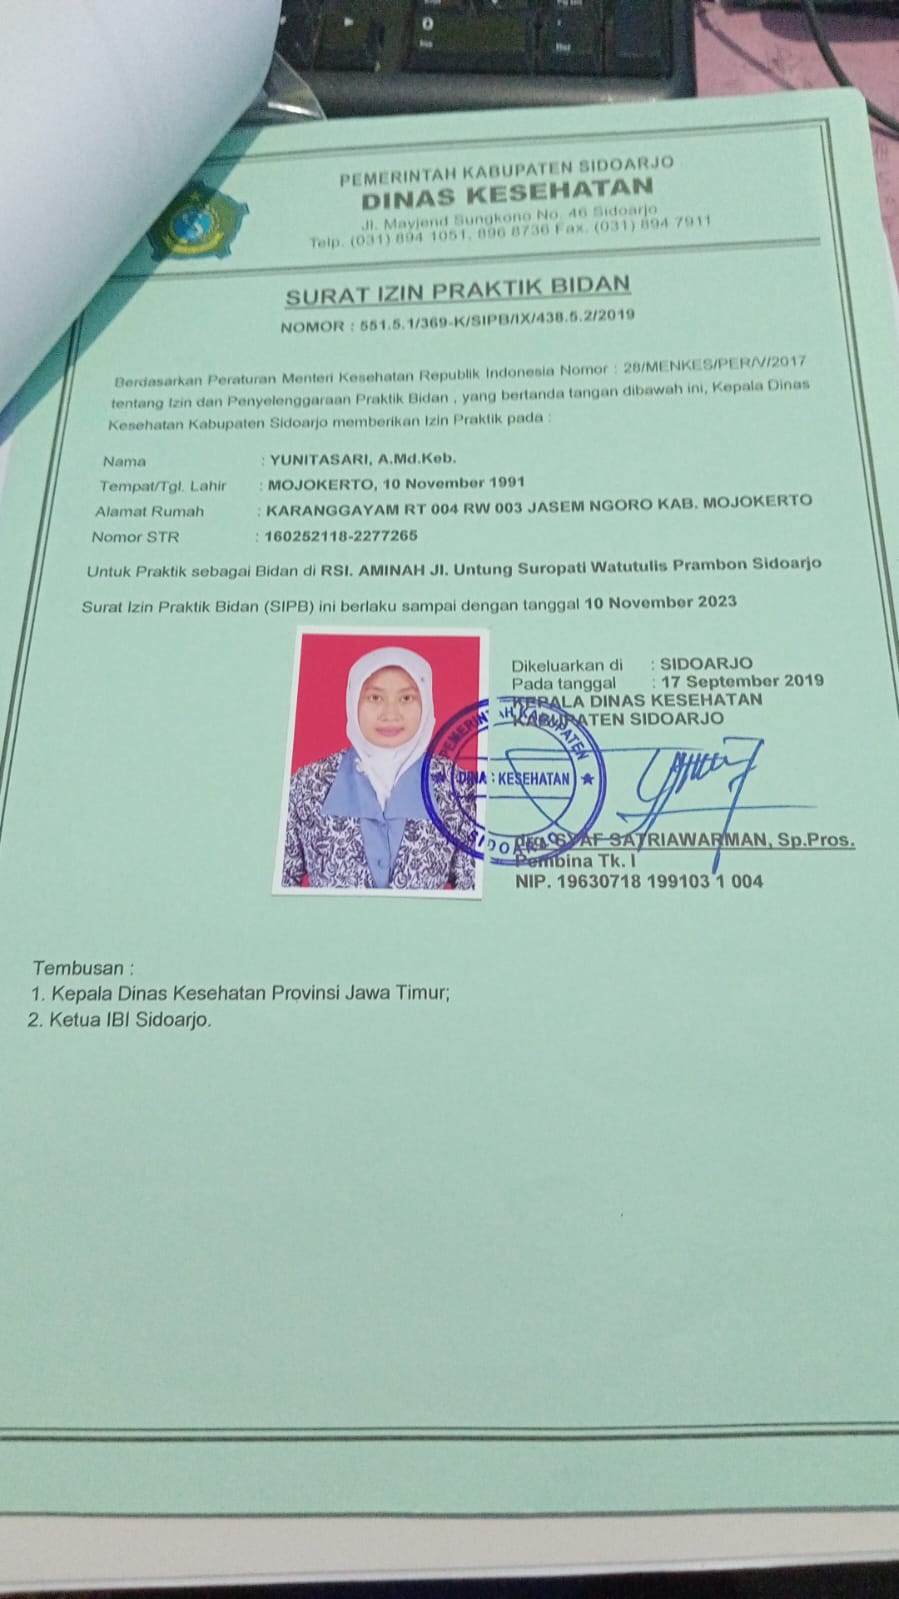 PEMERINTAH KABUPATEN SIDOARJO
DINAS KESEHATAN
Jl. Mayjend Sungkono No. 46 Sidoarjo
Telp. (031) 894 1051, 896 8736 Fax. (031) 894 7911
SURAT IZIN PRAKTIK BIDAN
NOMOR : 551.5.1/369-K/SIPB/IX/438.5.2/2019
Berdasarkan Peraturan Menteri Kesehatan Republik Indonesia Nomor : 28/MENKES/PER/V/2017
tentang Izin dan Penyelenggaraan Praktik Bidan , yang bertanda tangan dibawah ini, Kepala Dinas
Kesehatan Kabupaten Sidoarjo memberikan Izin Praktik pada :
Nama : YUNITASARI, A.Md.Keb.
Tempat/Tgl. Lahir : MOJOKERTO, 10 November 1991
Alamat Rumah : KARANGGAYAM RT 004 RW 003 JASEM NGORO KAB. MOJOKERTO
Nomor STR : 160252118-2277265
Untuk Praktik sebagai Bidan di RSI. AMINAH Jl. Untung Suropati Watutulis Prambon Sidoarjo
Surat Izin Praktik Bidan (SIPB) ini berlaku sampai dengan tanggal 10 November 2023
Dikeluarkan di : SIDOARJO
Pada tanggal : 17 September 2019
KEPALA DINAS KESEHATAN
KABUPATEN SIDOARJO
PEMERINTAH KABUPATEN
DINAS KESEHATAN
SIDOARJO
SATRIAWARMAN, Sp.Pros.
Pembina Tk. I
NIP. 19630718 199103 1 004
Tembusan :
1. Kepala Dinas Kesehatan Provinsi Jawa Timur;
2. Ketua IBI Sidoarjo.